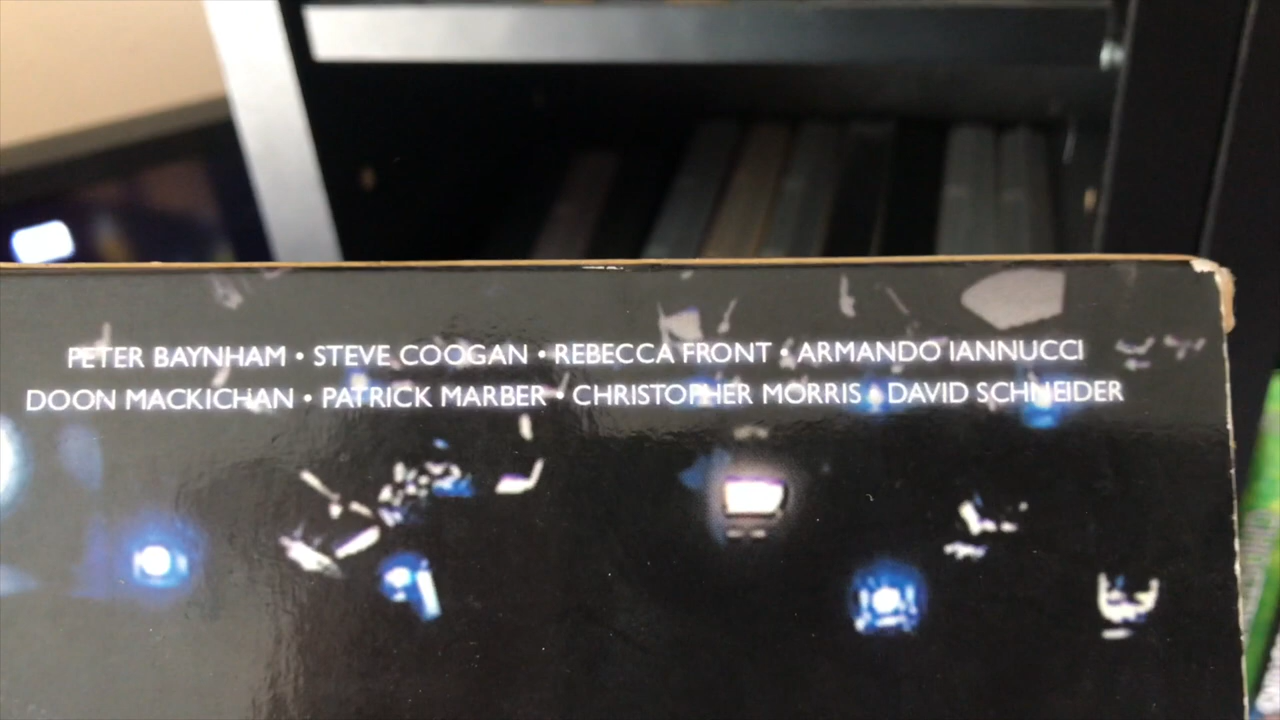 PETER BAYNHAM • STEVE COOGAN • REBECCA FRONT • ARMANDO IANNUCCI
DOON MACKICHAN • PATRICK MARBER • CHRISTOPHER MORRIS • DAVID SCHNEIDER